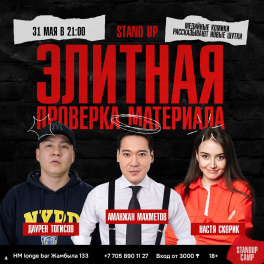 31 МАЯ В 21:00
STAND UP
МЕДИЙНЫЕ КОМИКИ
РАССКАЗЫВАЮТ НОВЫЕ ШУТКИ
ЭЛИТНАЯ
ПРОВЕРКА МАТЕРИАЛА
ДАУРЕН ТОГИСОВ
АМАНЖАН МАХМЕТОВ
НАСТЯ СКОРИК
STANDUP
CAMP
HM longe bar Жамбыла 133
+7 705 890 11 27
Вход от 3000 ₸
18+